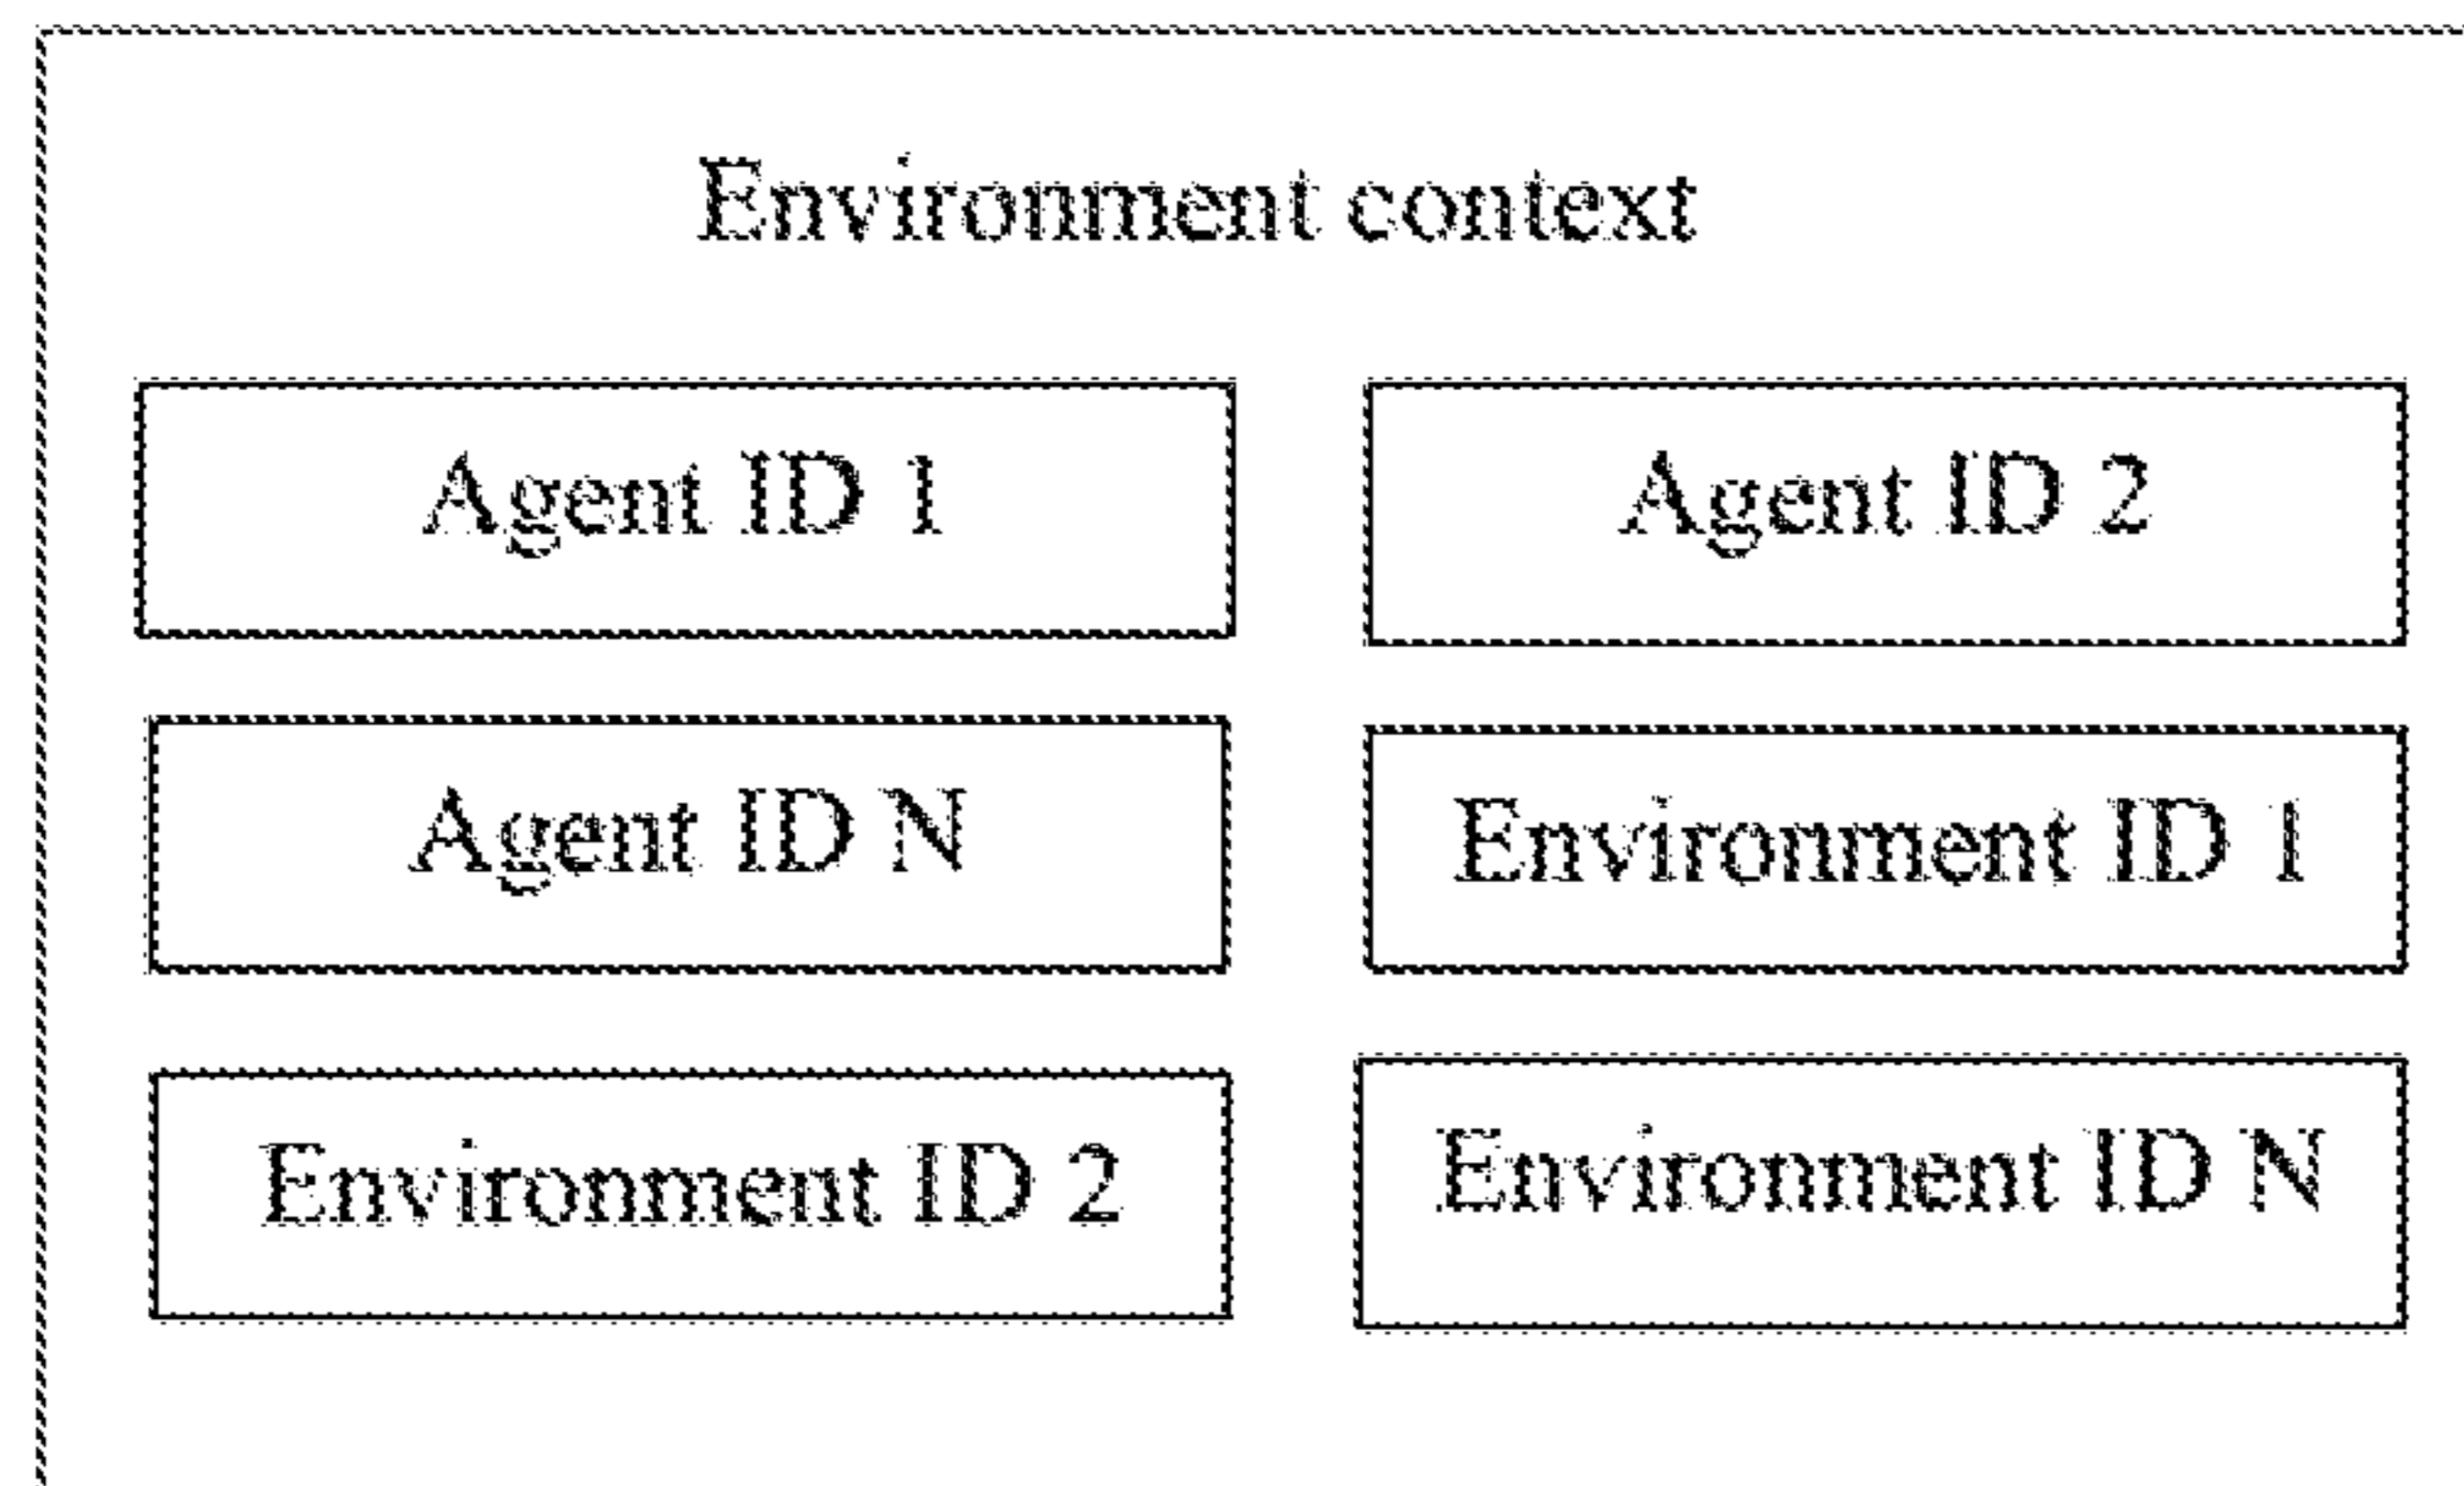 Environment context
Agent ID 1
Agent ID 2
Agent ID N
Environment ID 1
Environment ID 2
Environment ID N